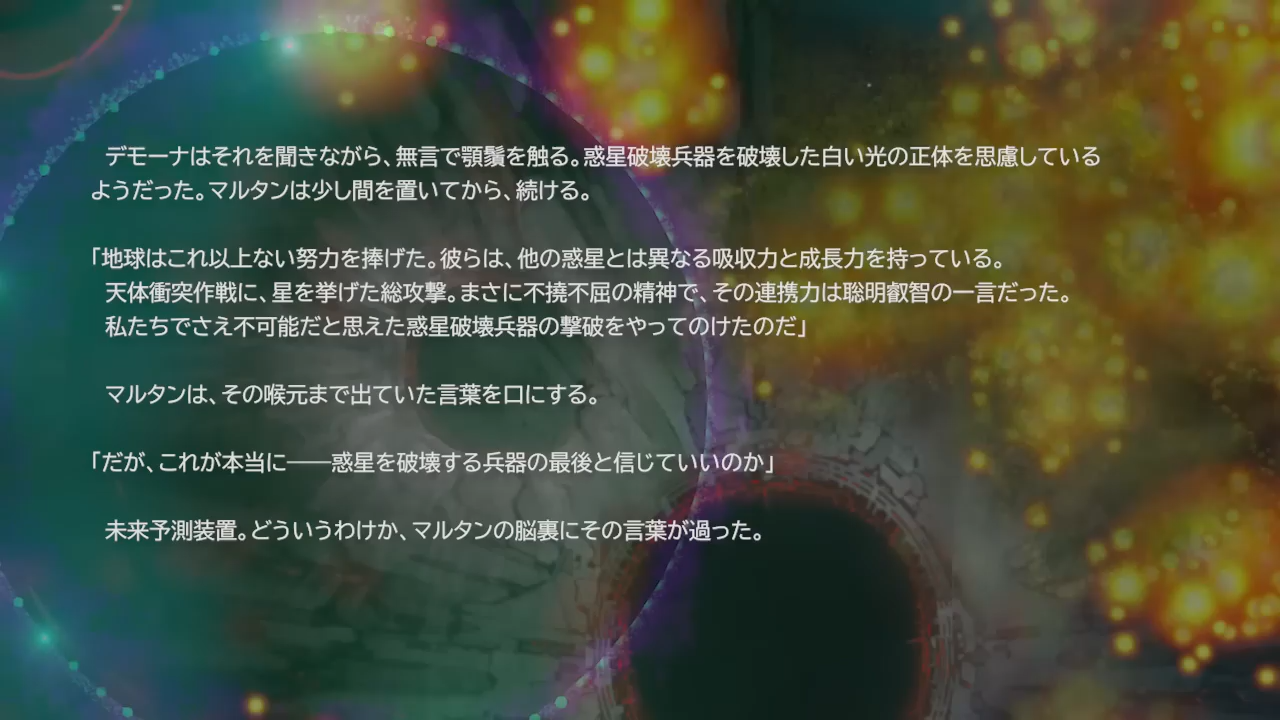 デモーナはそれを聞きながら、無言で顎鬚を触る。惑星破壊兵器を破壊した白い光の正体を思慮している
ようだった。マルタンは少し間を置いてから、続ける。
「地球はこれ以上ない努力を捧げた。彼らは、他の惑星とは異なる吸収力と成長力を持っている。
天体衝突作戦に、星を挙げた総攻撃。まさに不撓不屈の精神で、その連携力は聡明叡智の一言だった。
私たちでさえ不可能だと思えた惑星破壊兵器の撃破をやってのけたのだ」
マルタンは、その喉元まで出ていた言葉を口にする。
「だが、これが本当に――惑星を破壊する兵器の最後と信じていいのか」
未来予測装置。どういうわけか、マルタンの脳裏にその言葉が過った。